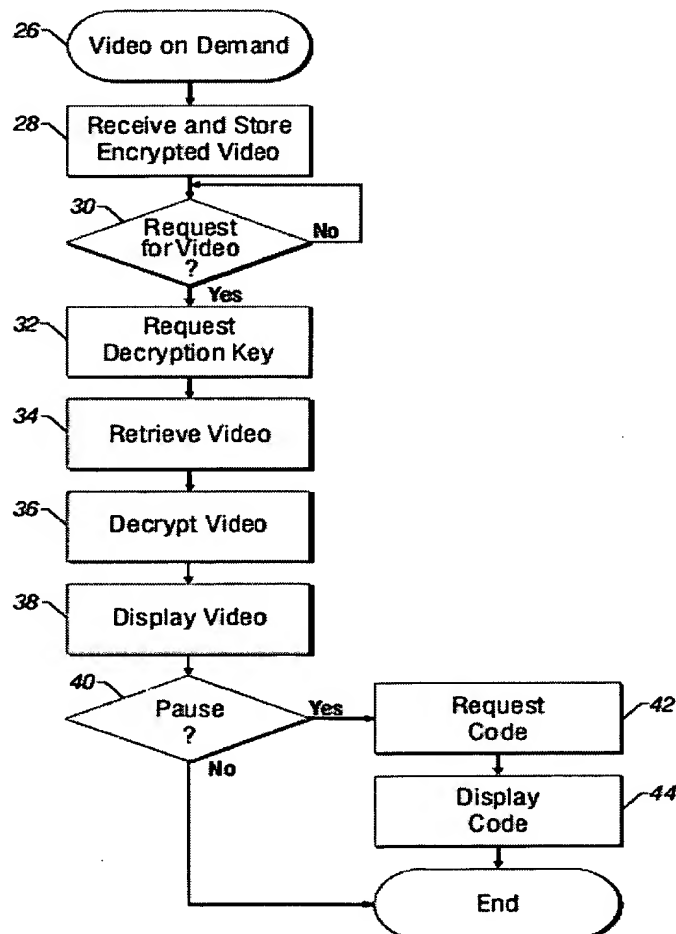 26
Video on Demand
28
Receive and Store
Encrypted Video
30
Request
for Video
?
No
Yes
32
Request
Decryption Key
34
Retrieve Video
36
Decrypt Video
38
Display Video
40
Pause
?
Yes
No
Request
Code
42
Display
Code
44
End